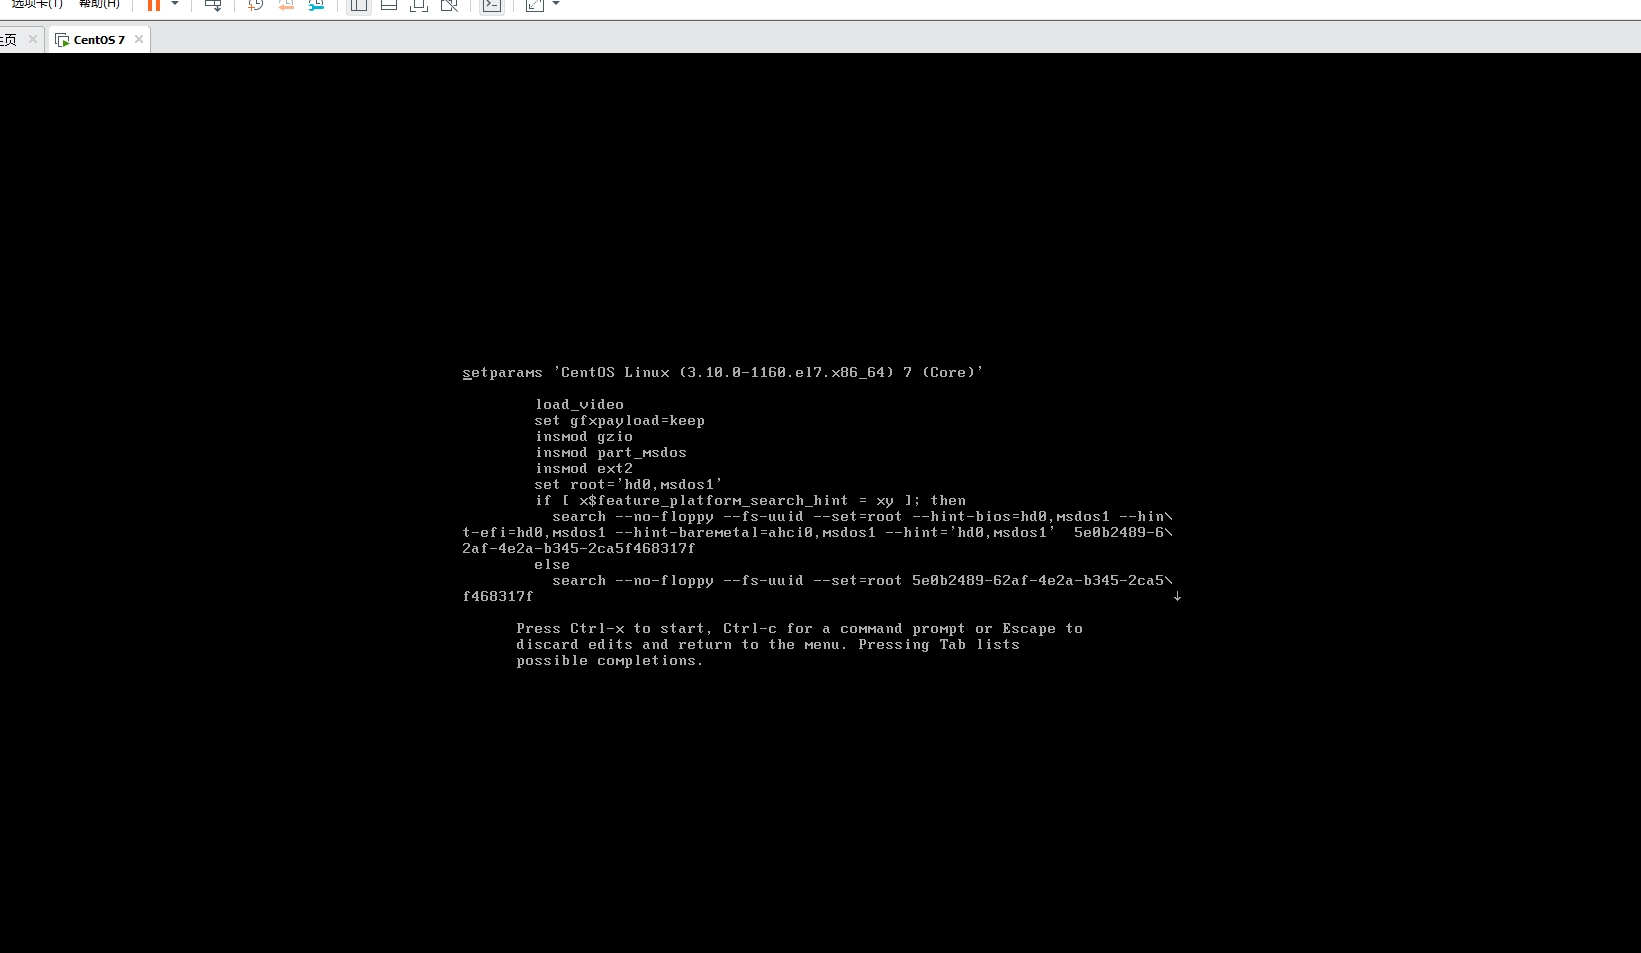 选项卡(T) 帮助(H)
主页 CentOS 7
setparams 'CentOS Linux (3.10.0-1160.el7.x86_64) 7 (Core)'
load_video
set gfxpayload=keep
insmod gzio
insmod part_msdos
insmod ext2
set root='hd0,msdos1'
if [ x$feature_platform_search_hint = xy ]; then
search --no-floppy --fs-uuid --set=root --hint-bios=hd0,msdos1 --hin\
t-efi=hd0,msdos1 --hint-baremetal=ahci0,msdos1 --hint='hd0,msdos1'  5e0b2489-6\
2af-4e2a-b345-2ca5f468317f
else
search --no-floppy --fs-uuid --set=root 5e0b2489-62af-4e2a-b345-2ca5\
f468317f ↓
Press Ctrl-x to start, Ctrl-c for a command prompt or Escape to
discard edits and return to the menu. Pressing Tab lists
possible completions.